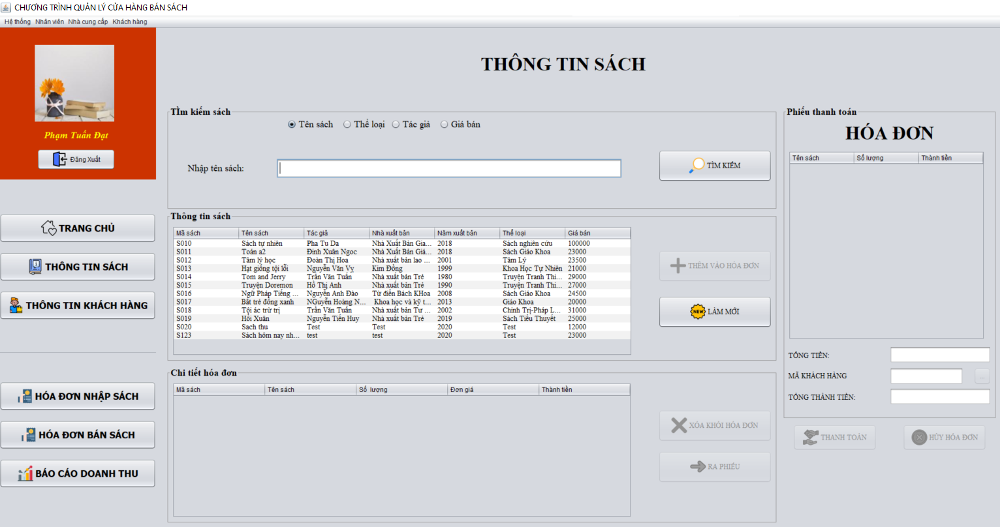 CHƯƠNG TRÌNH QUẢN LÝ CỬA HÀNG BÁN SÁCH
Hệ thống Nhân viên Nhà cung cấp Khách hàng
Phạm Tuấn Đạt
Đăng Xuất
TRANG CHỦ
THÔNG TIN SÁCH
THÔNG TIN KHÁCH HÀNG
HÓA ĐƠN NHẬP SÁCH
HÓA ĐƠN BÁN SÁCH
BÁO CÁO DOANH THU
THÔNG TIN SÁCH
TÌm kiếm sách
Tên sách Thể loại Tác giả Giá bán
Nhập tên sách:
TÌM KIẾM
Thông tin sách
Mã sách Tên sách Tác giả Nhà xuất bản Năm xuất bản Thể loại Giá bán
S010 Sách tự nhiên Pha Tu Da Nhà Xuất Bản Gia... 2018 Sách nghiên cứu 100000
S011 Toán a2 Đinh Xuân Ngọc Nhà Xuất Bản Giá... 2018 Sách Giáo Khoa 23000
S012 Tâm lý học Đoàn Thị Hoa Nhà xuất bản lao ... 2001 Tâm Lý 23500
S013 Hạt giống tội lỗi Nguyễn Văn Vỵ Kim Đồng 1999 Khoa Học Tự Nhiên 21000
S014 Tom and Jerry Trần Văn Tuấn Nhà xuất bản Trẻ 1980 Truyện Tranh Thi... 29000
S015 Truyện Doremon Hồ Thị Anh Nhà xuất bản Trẻ 1990 Truyện Tranh Thi... 27000
S016 Ngữ Pháp Tiếng ... Nguyễn Anh Đào Từ điển Bách KHoa 2008 Sách Giáo Khoa 24500
S017 Bắt trẻ đồng xanh NGuyễn Hoàng N... Khoa học và kỹ t... 2013 Giáo Khoa 20000
S018 Tội ác trừ trị Trần Văn Tuấn Nhà xuất bản Tư ... 2002 Chính Trị-Pháp L... 31000
S019 Hồi Xuân Nguyễn Tiến Huy Nhà xuất bản Trẻ 2019 Sách Tiểu Thuyết 25000
S020 Sach thu Test Test 2020 Test 12000
S123 Sách hôm nay nh... test test 2020 Test 23000
THÊM VÀO HÓA ĐƠN
NEW LÀM MỚI
Chi tiết hóa đơn
Mã sách Tên sách Số lượng Đơn giá Thành tiền
XÓA KHỎI HÓA ĐƠN
RA PHIẾU
Phiếu thanh toán
HÓA ĐƠN
Tên sách Số lượng Thành tiền
TỔNG TIỀN:
MÃ KHÁCH HÀNG ...
TỔNG THÀNH TIỀN:
THANH TOÁN HỦY HÓA ĐƠN